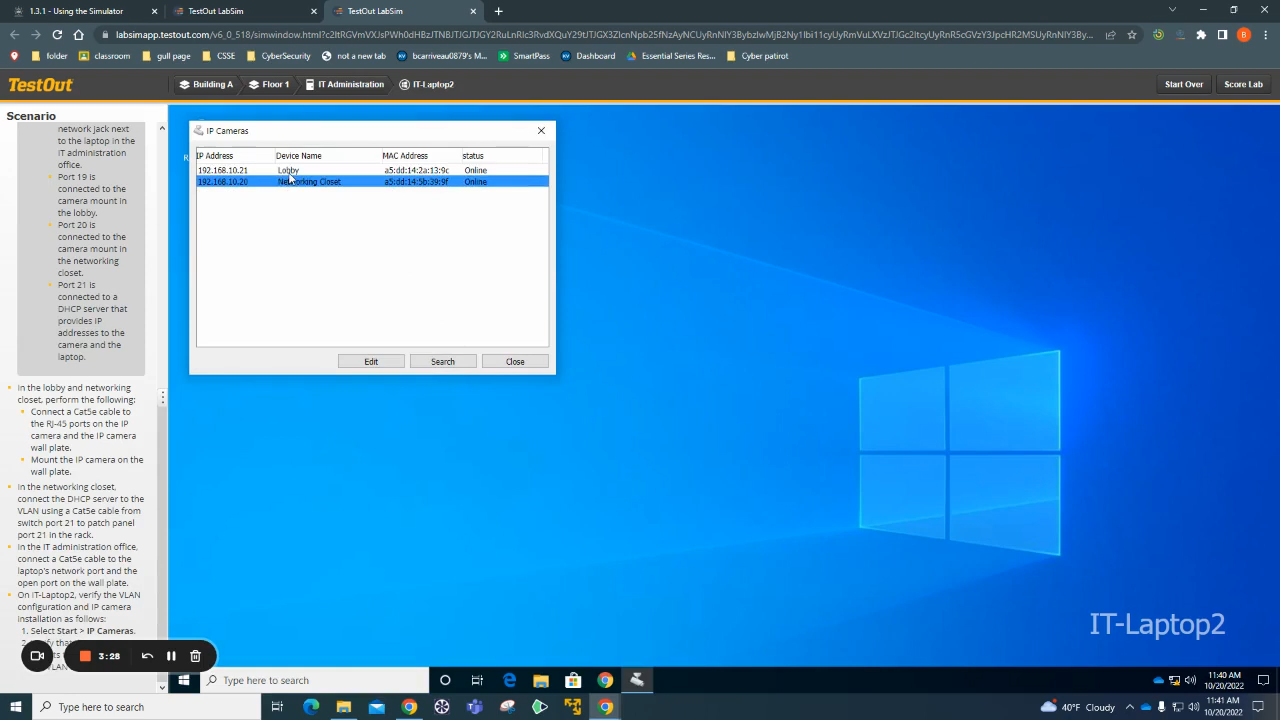 1.3.1 - Using the Simulator
TestOut LabSim
TestOut LabSim
labsimapp.testout.com/v6_0_518/simwindow.html?
folder
classroom
gull page
CSSE
CyberSecurity
not a new tab
bcarriveau0879's M...
SmartPass
Dashboard
Essential Series Res...
Cyber patirot
TestOut
Building A
Floor 1
IT Administration
IT-Laptop2
Start Over
Score Lab
Scenario
network jack next
to the laptop in the
IT administration
office.
Port 19 is
connected to the
camera mount in
the lobby.
Port 20 is
connected to the
camera mount in
the networking
closet.
Port 21 is
connected to a
DHCP server that
provides IP
addresses to the
camera and the
laptop.
In the lobby and networking
closet, perform the following:
Connect a Cat5e cable to
the RJ-45 ports on the IP
camera and the IP camera
wall plate.
Mount the IP camera on the
wall plate.
In the networking closet,
connect the DHCP server to the
VLAN using a Cat5e cable from
switch port 21 to patch panel
port 21 in the rack.
In the IT administration office,
connect a Cat5e cable to the
laptop's network port and the
open port on the wall plate.
On IT-Laptop2, verify the VLAN
configuration and IP camera
installation as follows:
1. Select Start > IP Cameras.
3:28
IP Cameras
IP Address Device Name MAC Address status
192.168.10.21 Lobby a5:dd:14:2a:13:9c Online
192.168.10.20 Networking Closet a5:dd:14:5b:39:9f Online
Edit
Search
Close
IT-Laptop2
Type here to search
11:40 AM
10/20/2022
Type here to search
40°F Cloudy
11:41 AM
10/20/2022